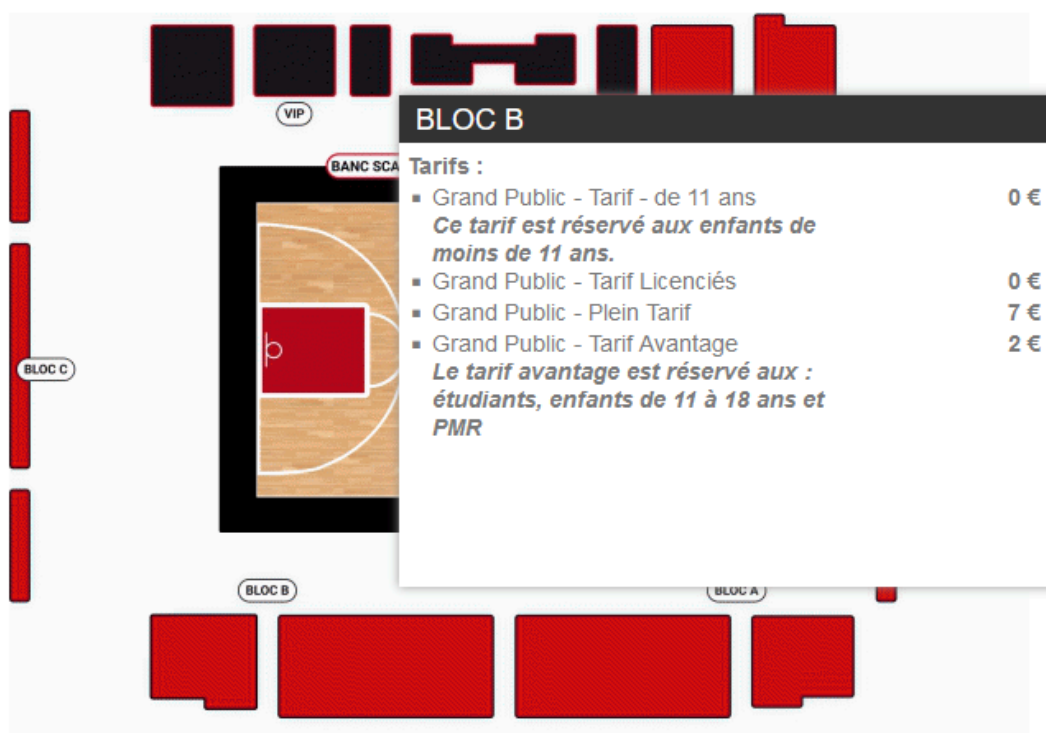 VIP
BLOC B
BANC SCA
Tarifs :
Grand Public - Tarif - de 11 ans 0 €
Ce tarif est réservé aux enfants de
moins de 11 ans.
Grand Public - Tarif Licenciés 0 €
Grand Public - Plein Tarif 7 €
Grand Public - Tarif Avantage 2 €
Le tarif avantage est réservé aux :
étudiants, enfants de 11 à 18 ans et
PMR
BLOC C
BLOC B
BLOC A